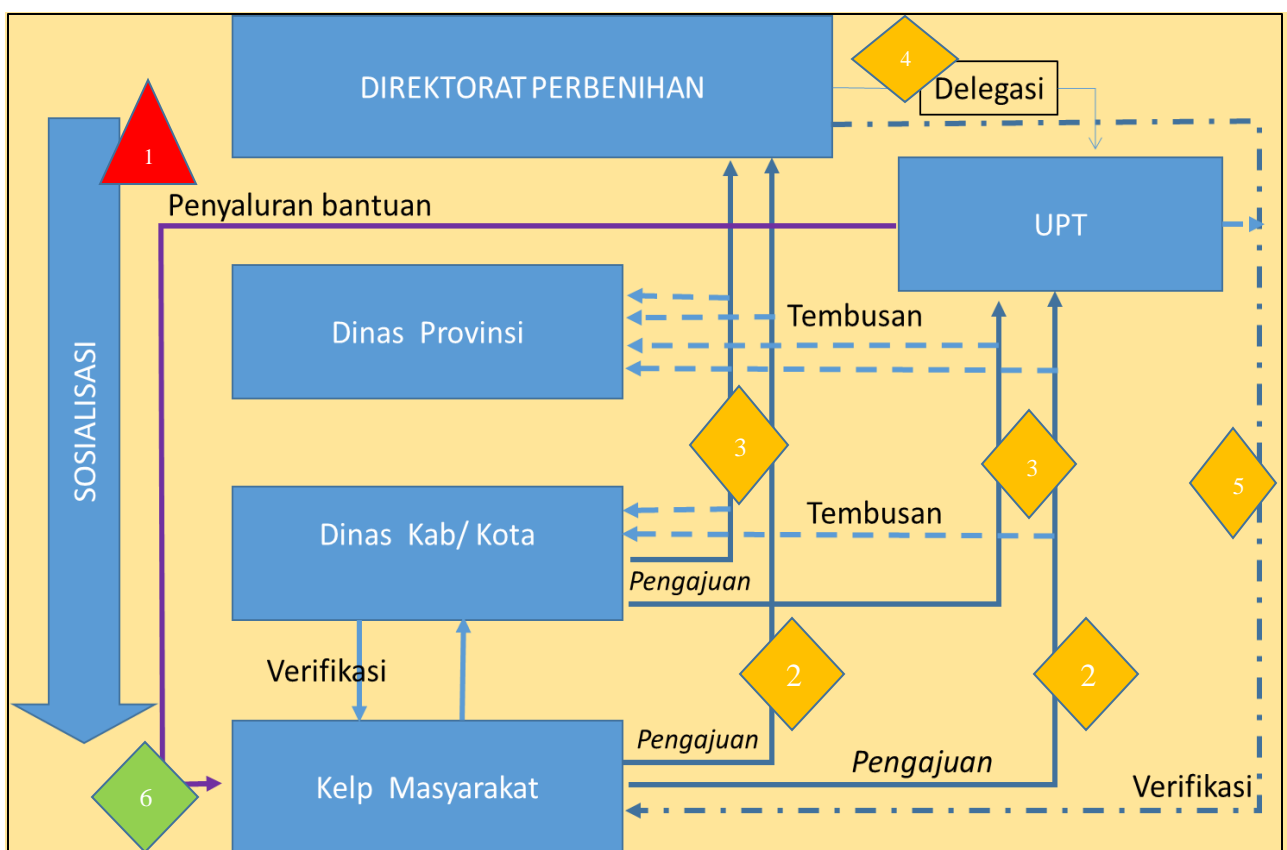 DIREKTORAT PERBENIHAN
4
Delegasi
1
Penyaluran bantuan
UPT
SOSIALISASI
Dinas Provinsi
Tembusan
3
3
5
Dinas Kab/ Kota
Tembusan
Pengajuan
Verifikasi
2
2
Pengajuan
Pengajuan
Kelp Masyarakat
6
Verifikasi